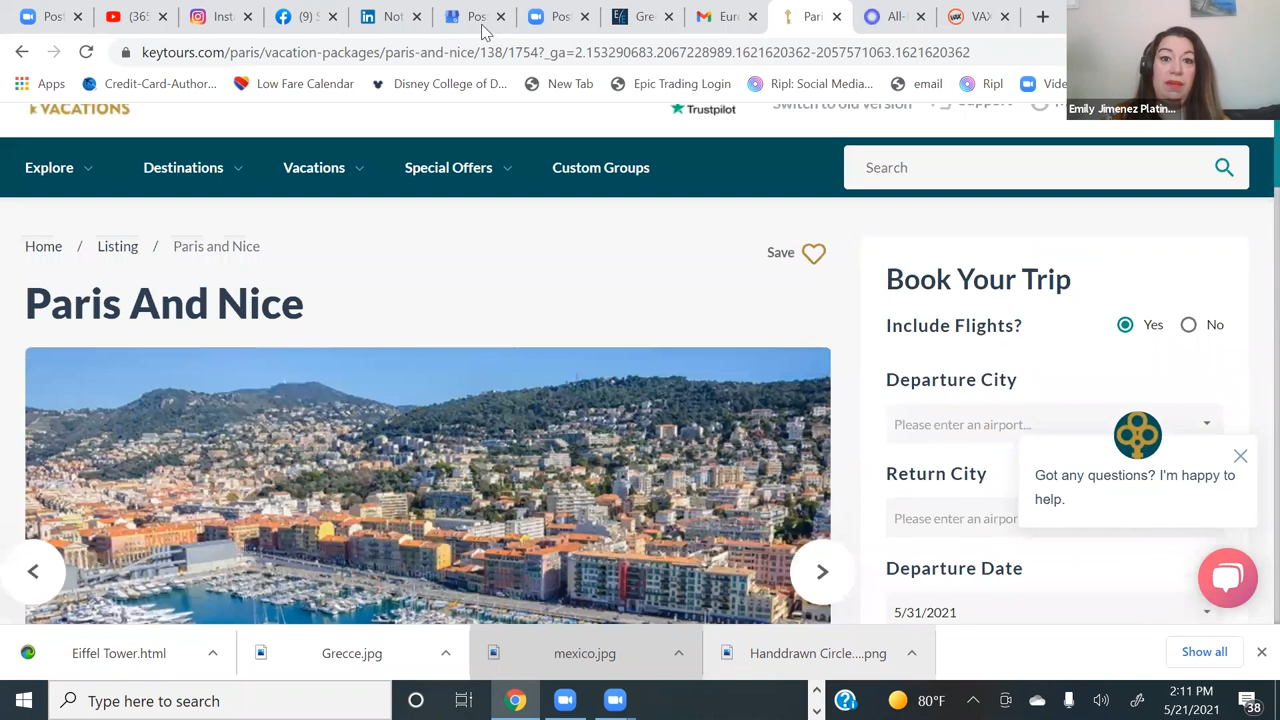 Post
(365
Inst
(9) S
Not
Pos
Post
Gre
Euro
Pari
All-
VAX
keytours.com/paris/vacation-packages/paris-and-nice/138/1754?_ga=2.153290683.2067228989.1621620362-2057571063.1621620362
Apps
Credit-Card-Author...
Low Fare Calendar
Disney College D...
New Tab
Epic Trading Login
Ripl: Social Media...
email
Ripl
Emily Jimenez Platin...
VACATIONS
Trustpilot
Switch to old version
Explore
Destinations
Vacations
Special Offers
Custom Groups
Search
Home / Listing / Paris and Nice
Save
Paris And Nice
Book Your Trip
Include Flights?
Yes
No
Departure City
Please enter an airport...
Return City
Please enter an airpor
Got any questions? I'm happy to
help.
Departure Date
5/31/2021
Eiffel Tower.html
Grecce.jpg
mexico.jpg
Handdrawn Circle....png
Show all
Type here to search
80°F
2:11 PM
5/21/2021
38